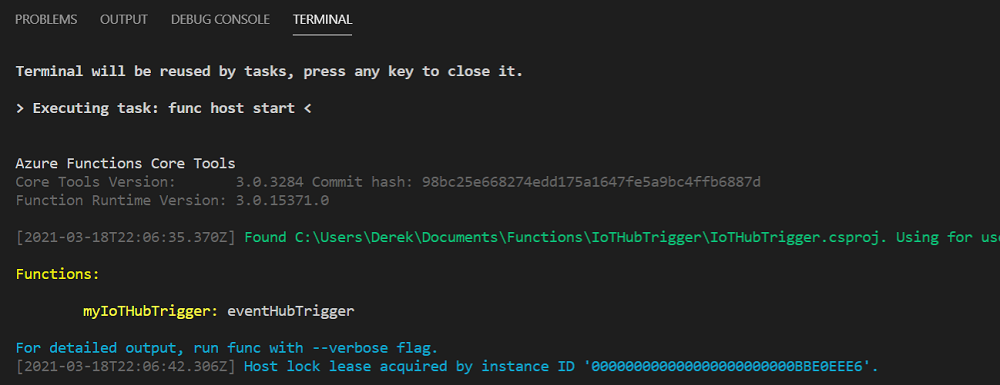 PROBLEMS OUTPUT DEBUG CONSOLE TERMINAL
Terminal will be reused by tasks, press any key to close it.
> Executing task: func host start <
Azure Functions Core Tools
Core Tools Version: 3.0.3284 Commit hash: 98bc25e668274edd175a1647fe5a9bc4ffb6887d
Function Runtime Version: 3.0.15371.0
[2021-03-18T22:06:35.370Z] Found C:\Users\Derek\Documents\Functions\IoTHubTrigger\IoTHubTrigger.csproj. Using for use
Functions:
myIoTHubTrigger: eventHubTrigger
For detailed output, run func with --verbose flag.
[2021-03-18T22:06:42.306Z] Host lock lease acquired by instance ID '000000000000000000000000BBE0EEE6'.